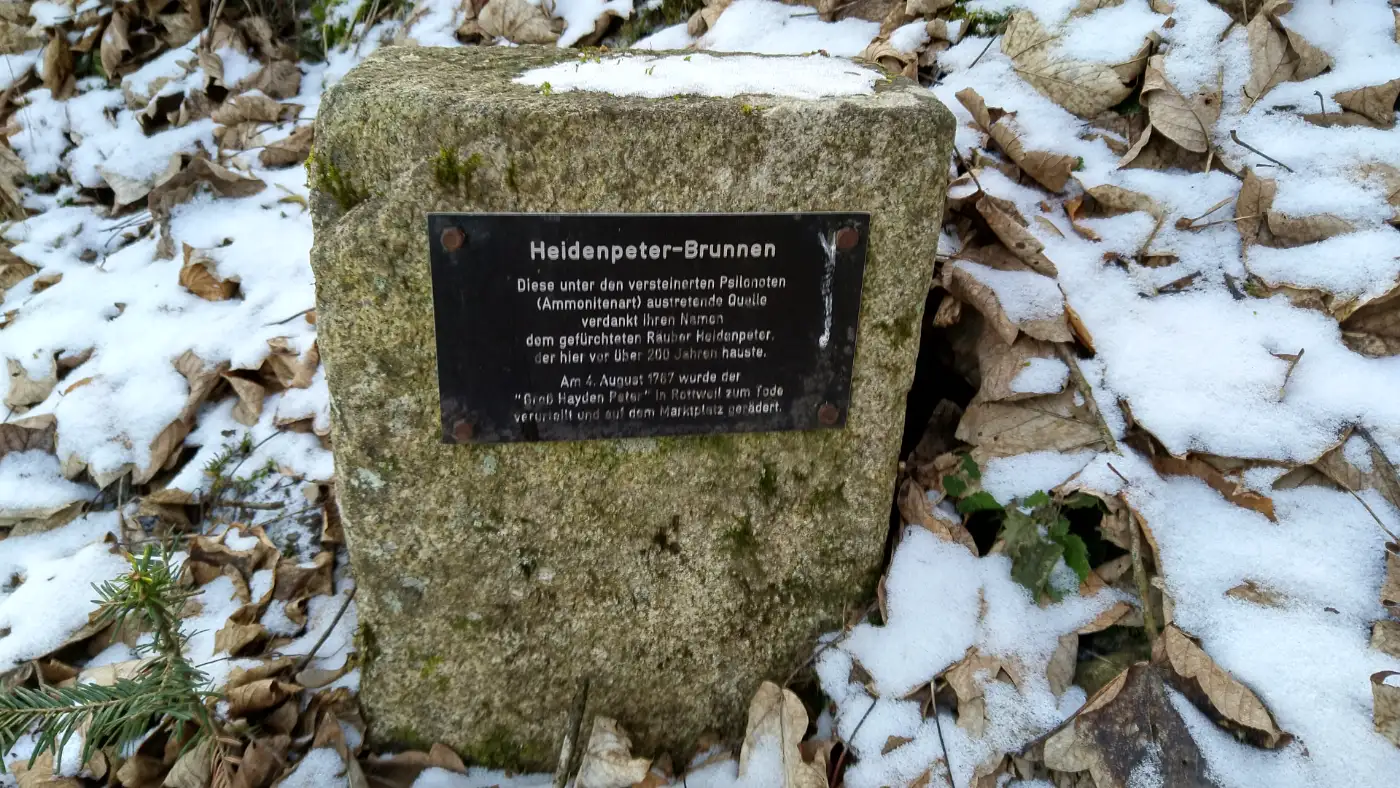 Heidenpeter-Brunnen
Diese unter den versteinerten Psilonoten
(Ammonitenart) austretende Quelle
verdankt ihren Namen
dem gefürchteten Räuber Heidenpeter,
der hier vor über 200 Jahren hauste.
Am 4. August 1787 wurde der
"Groß Hayden Peter" in Rottweil zum Tode
verurteilt und auf dem Marktplatz gerädert.